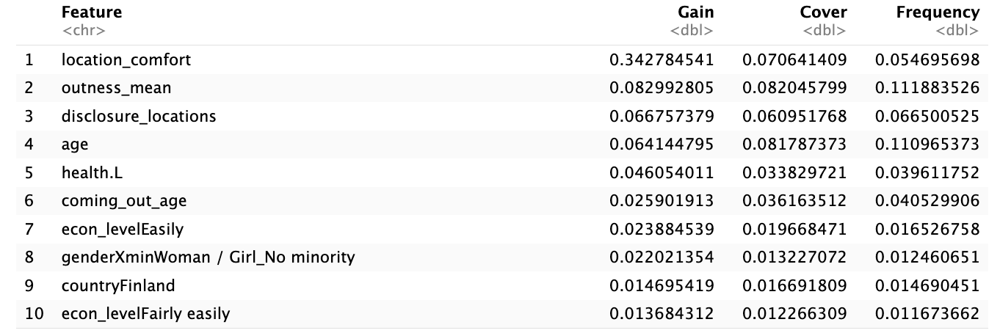 Feature Gain Cover Frequency
<chr> <dbl> <dbl> <dbl>
1 location_comfort 0.342784541 0.070641409 0.054695698
2 outness_mean 0.082992805 0.082045799 0.111883526
3 disclosure_locations 0.066757379 0.060951768 0.066500525
4 age 0.064144795 0.081787373 0.110965373
5 health.L 0.046054011 0.033829721 0.039611752
6 coming_out_age 0.025901913 0.036163512 0.040529906
7 econ_levelEasily 0.023884539 0.019668471 0.016526758
8 genderXminWoman / Girl_No minority 0.022021354 0.013227072 0.012460651
9 countryFinland 0.014695419 0.016691809 0.014690451
10 econ_levelFairly easily 0.013684312 0.012266309 0.011673662